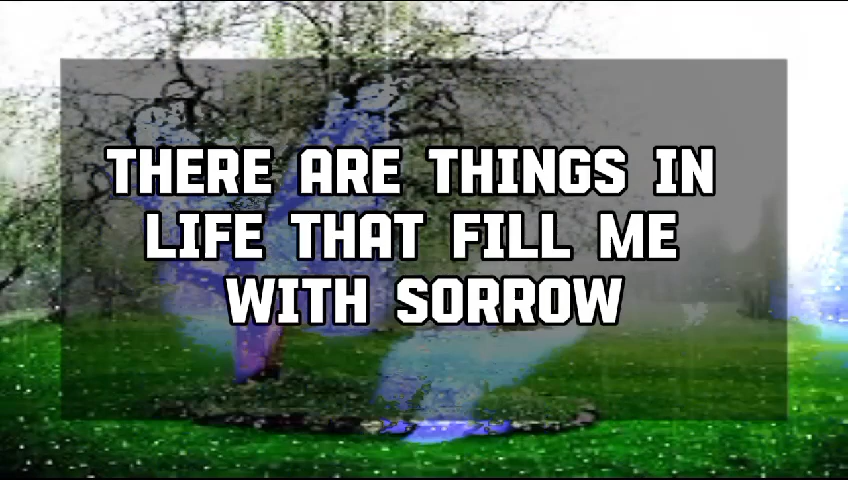 THERE ARE THINGS IN
LIFE THAT FILL ME
WITH SORROW